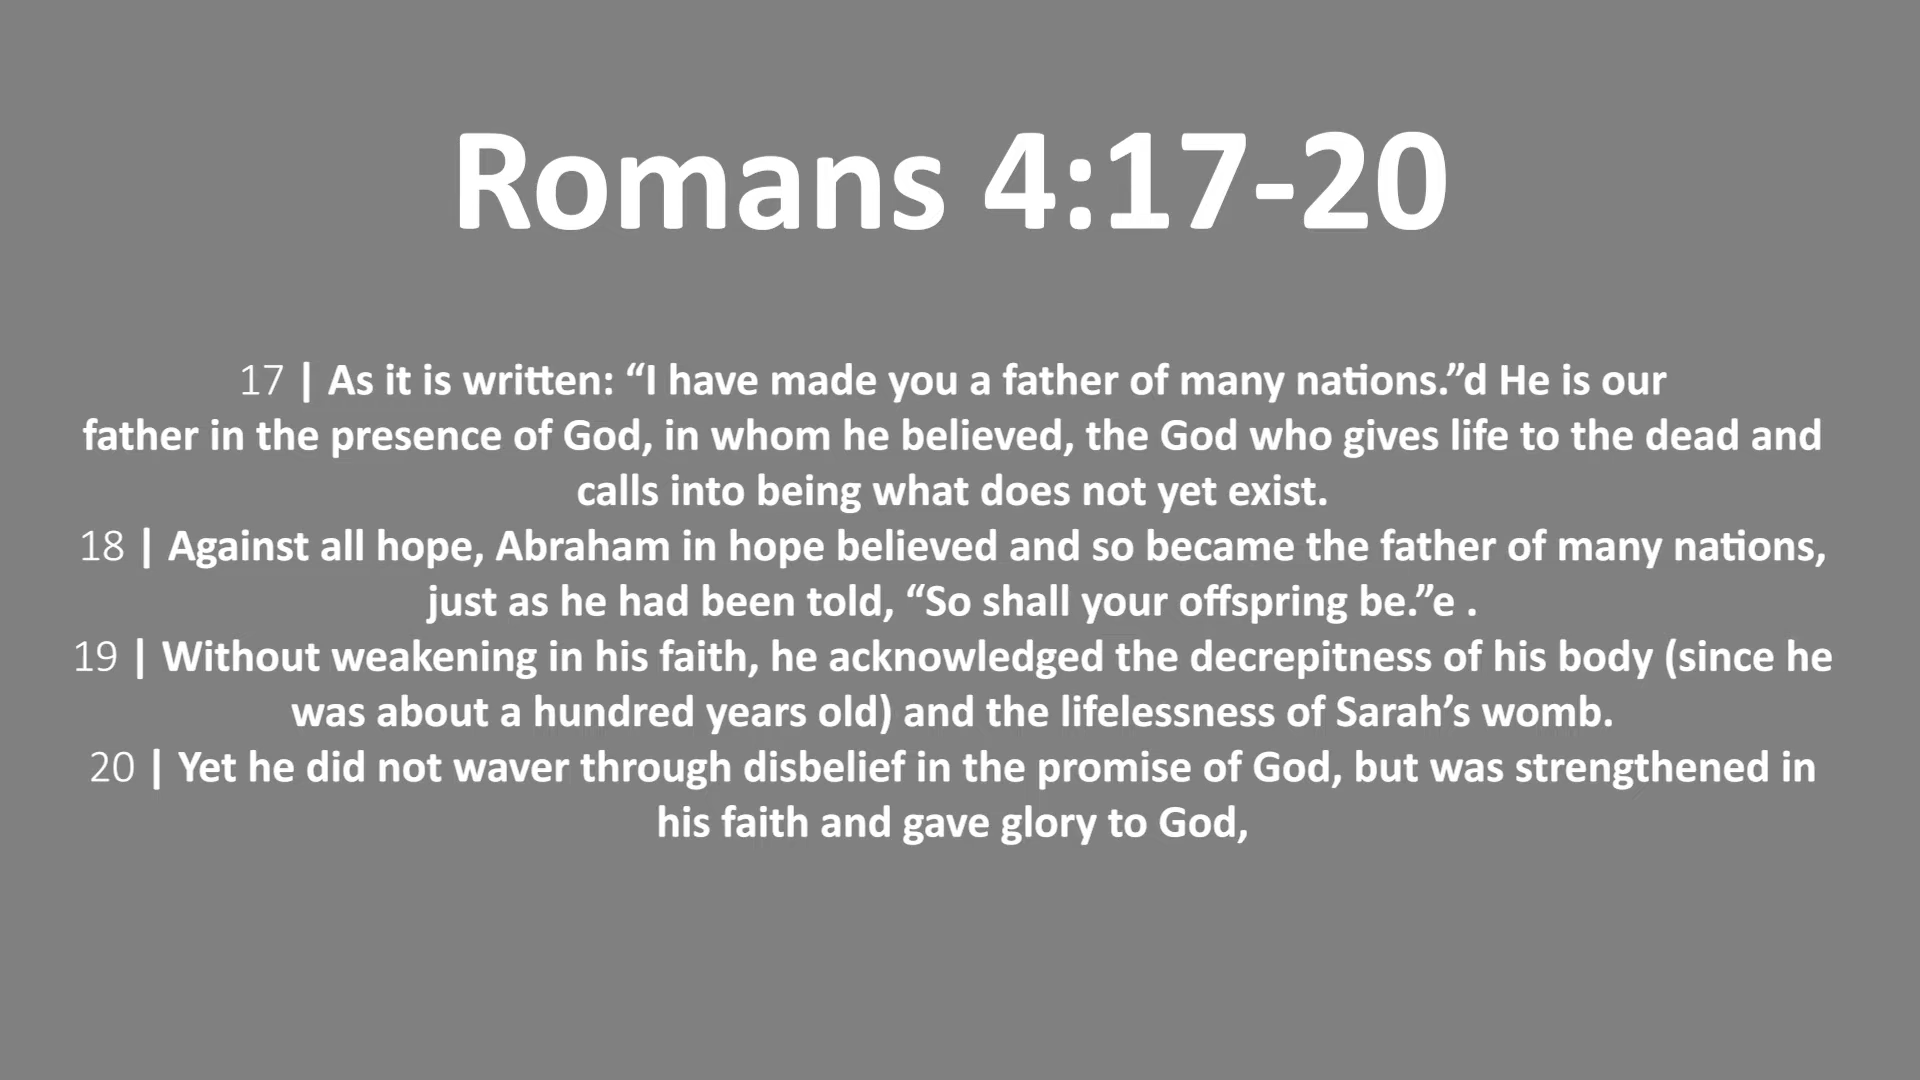 Romans 4:17-20
17 | As it is written: “I have made you a father of many nations.”d He is our
father in the presence of God, in whom he believed, the God who gives life to the dead and
calls into being what does not yet exist.
18 | Against all hope, Abraham in hope believed and so became the father of many nations,
just as he had been told, “So shall your offspring be.”e .
19 | Without weakening in his faith, he acknowledged the decrepitness of his body (since he
was about a hundred years old) and the lifelessness of Sarah’s womb.
20 | Yet he did not waver through disbelief in the promise of God, but was strengthened in
his faith and gave glory to God,